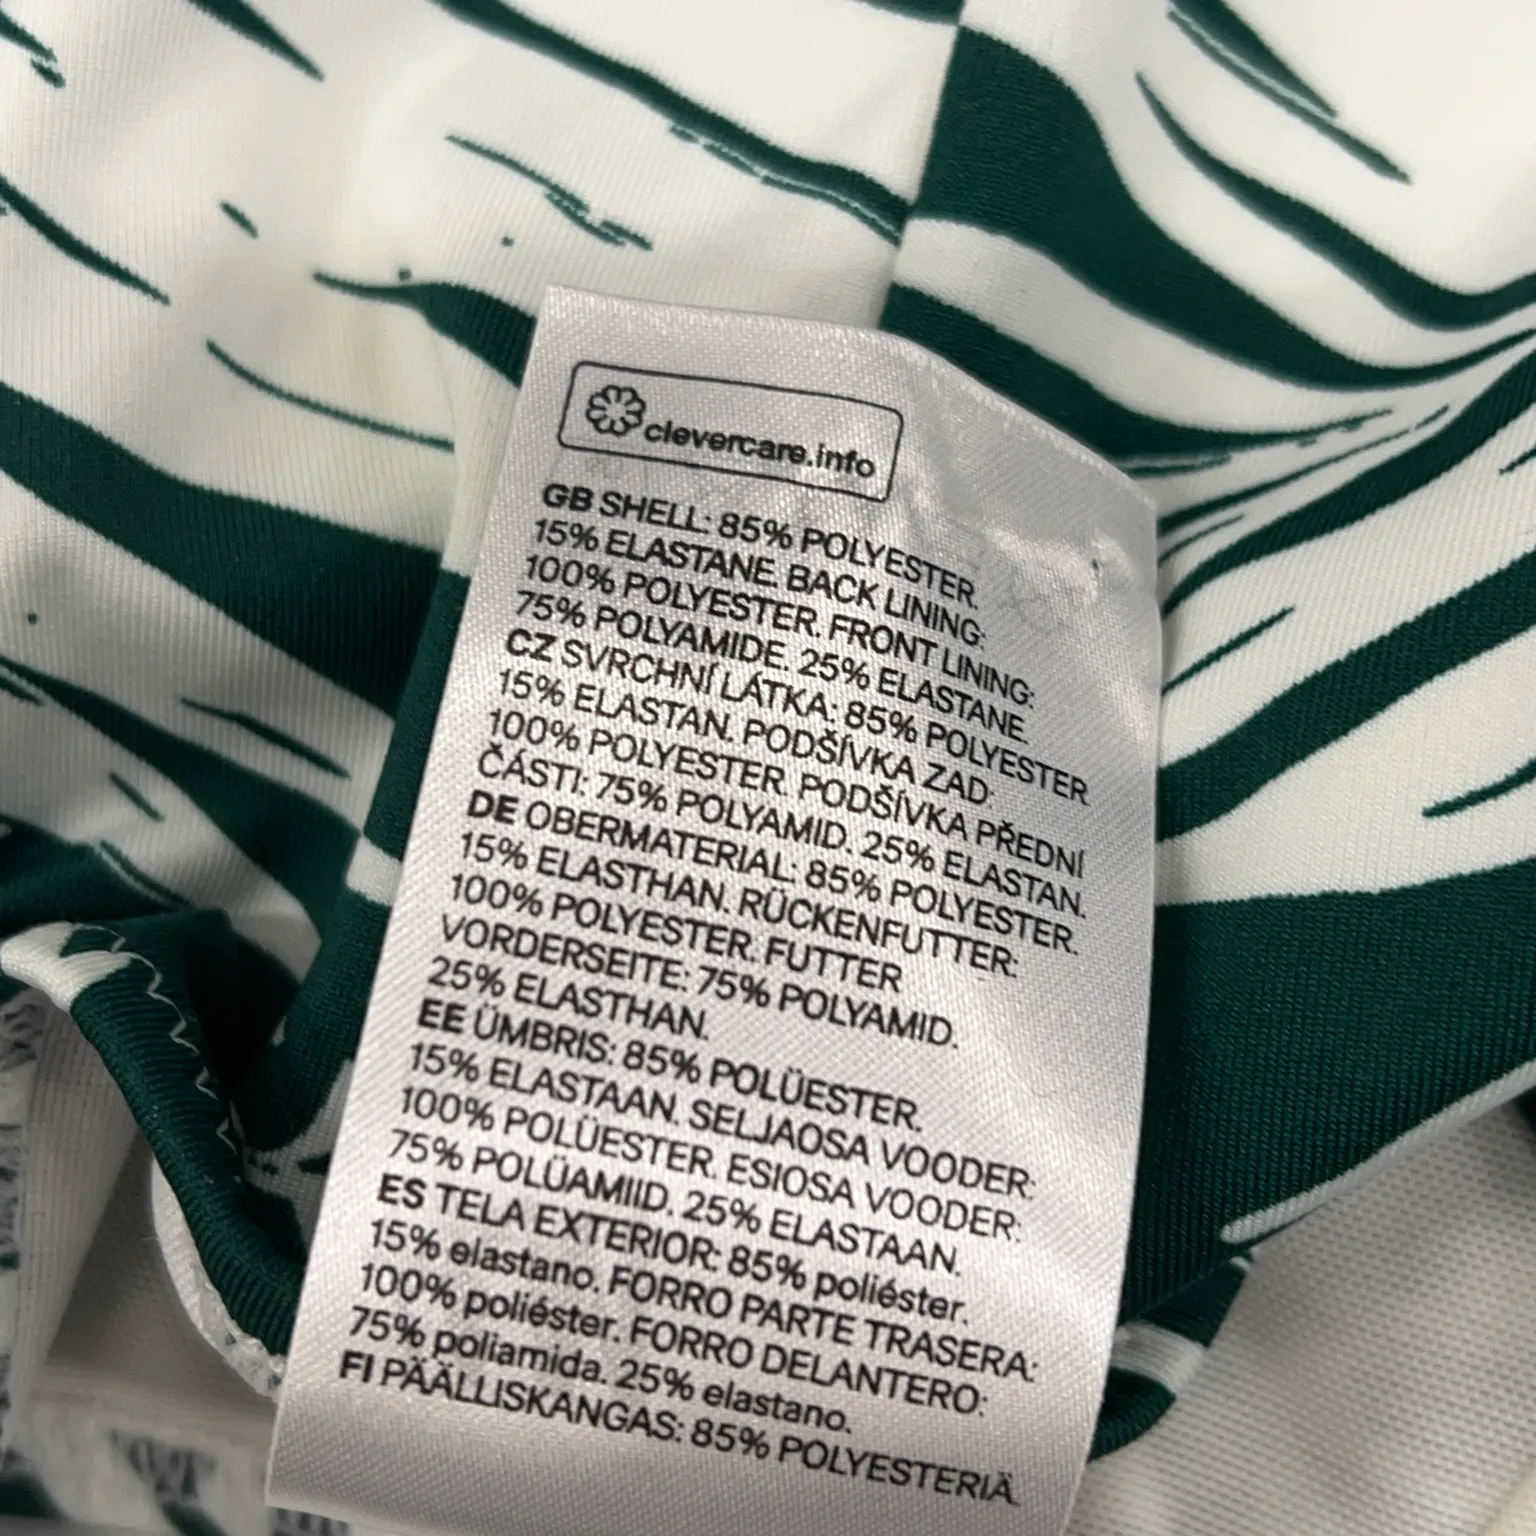 clevercare.info
GB SHELL: 85% POLYESTER.
15% ELASTANE. BACK LINING:
100% POLYESTER. FRONT LINING:
75% POLYAMIDE. 25% ELASTANE.
CZ SVRCHNÍ LÁTKA: 85% POLYESTER
15% ELASTAN. PODŠÍVKA ZAD:
100% POLYESTER. PODŠÍVKA PŘEDNÍ
ČÁSTI: 75% POLYAMID. 25% ELASTAN.
DE OBERMATERIAL: 85% POLYESTER.
15% ELASTHAN. RÜCKENFUTTER:
100% POLYESTER. FUTTER
VORDERSEITE: 75% POLYAMID.
25% ELASTHAN.
EE ÜMBRIS: 85% POLÜESTER.
15% ELASTAAN. SELJAOSA VOODER:
100% POLÜESTER. ESIOSA VOODER:
75% POLÜAMIID. 25% ELASTAAN.
ES TELA EXTERIOR: 85% poliéster.
15% elastano. FORRO PARTE TRASERA:
100% poliéster. FORRO DELANTERO:
75% poliamida. 25% elastano.
FI PÄÄLLISKANGAS: 85% POLYESTERIÄ.